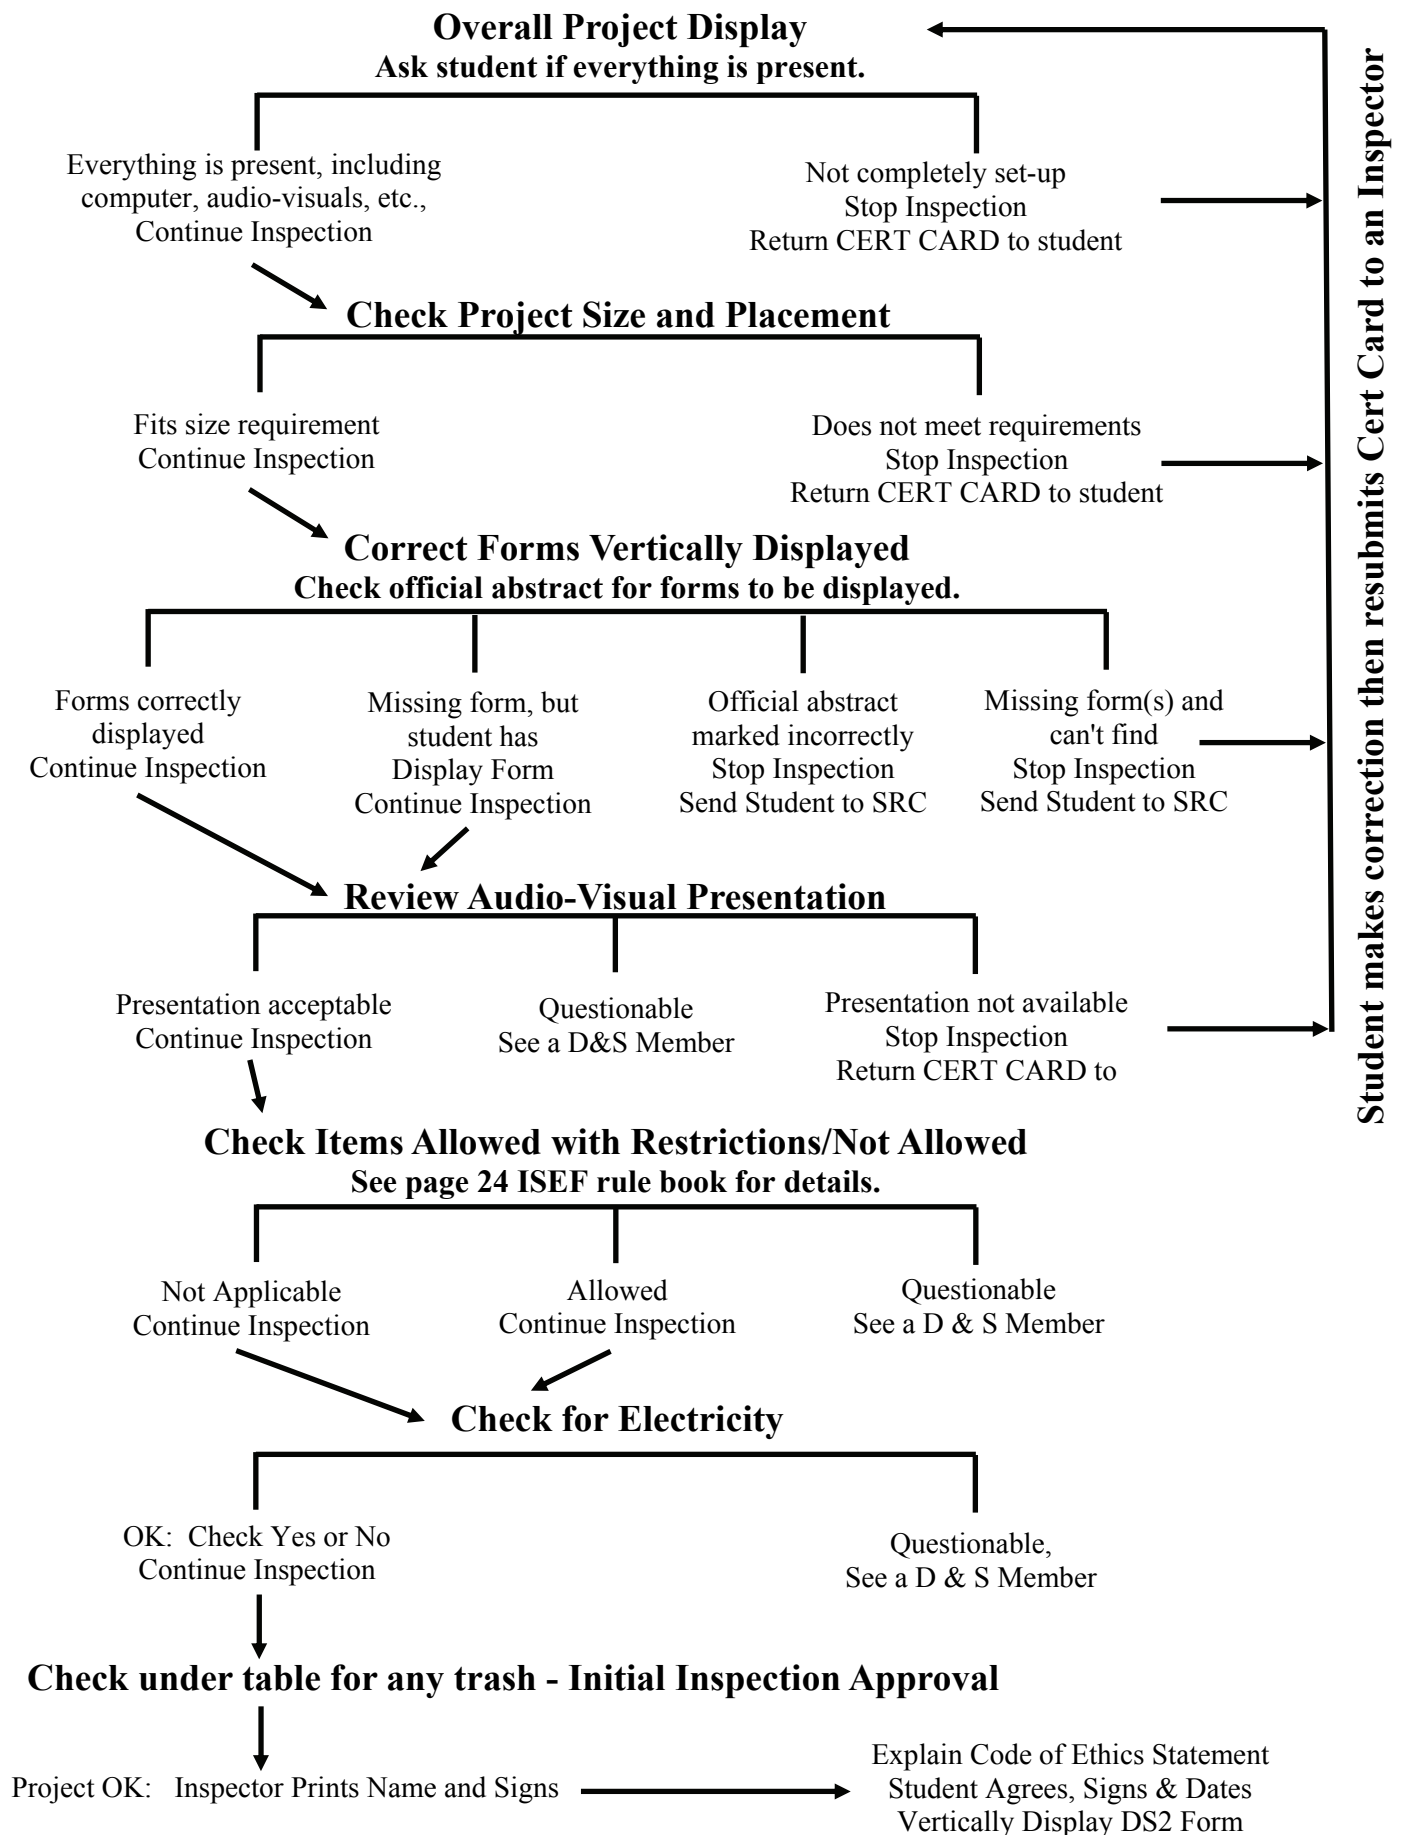 Overall Project Display
Ask student if everything is present.
Everything is present, including
computer, audio-visuals, etc.,
Continue Inspection
Not completely set-up
Stop Inspection
Return CERT CARD to student
Check Project Size and Placement
Fits size requirement
Continue Inspection
Does not meet requirements
Stop Inspection
Return CERT CARD to student
Correct Forms Vertically Displayed
Check official abstract for forms to be displayed.
Forms correctly
displayed
Continue Inspection
Missing form, but
student has
Display Form
Continue Inspection
Official abstract
marked incorrectly
Stop Inspection
Send Student to SRC
Missing form(s) and
can't find
Stop Inspection
Send Student to SRC
Review Audio-Visual Presentation
Presentation acceptable
Continue Inspection
Questionable
See a D&S Member
Presentation not available
Stop Inspection
Return CERT CARD to
Check Items Allowed with Restrictions/Not Allowed
See page 24 ISEF rule book for details.
Not Applicable
Continue Inspection
Allowed
Continue Inspection
Questionable
See a D & S Member
Check for Electricity
OK:  Check Yes or No
Continue Inspection
Questionable,
See a D & S Member
Check under table for any trash - Initial Inspection Approval
Project OK:   Inspector Prints Name and Signs
Explain Code of Ethics Statement
Student Agrees, Signs & Dates
Vertically Display DS2 Form
Student makes correction then resubmits Cert Card to an Inspector